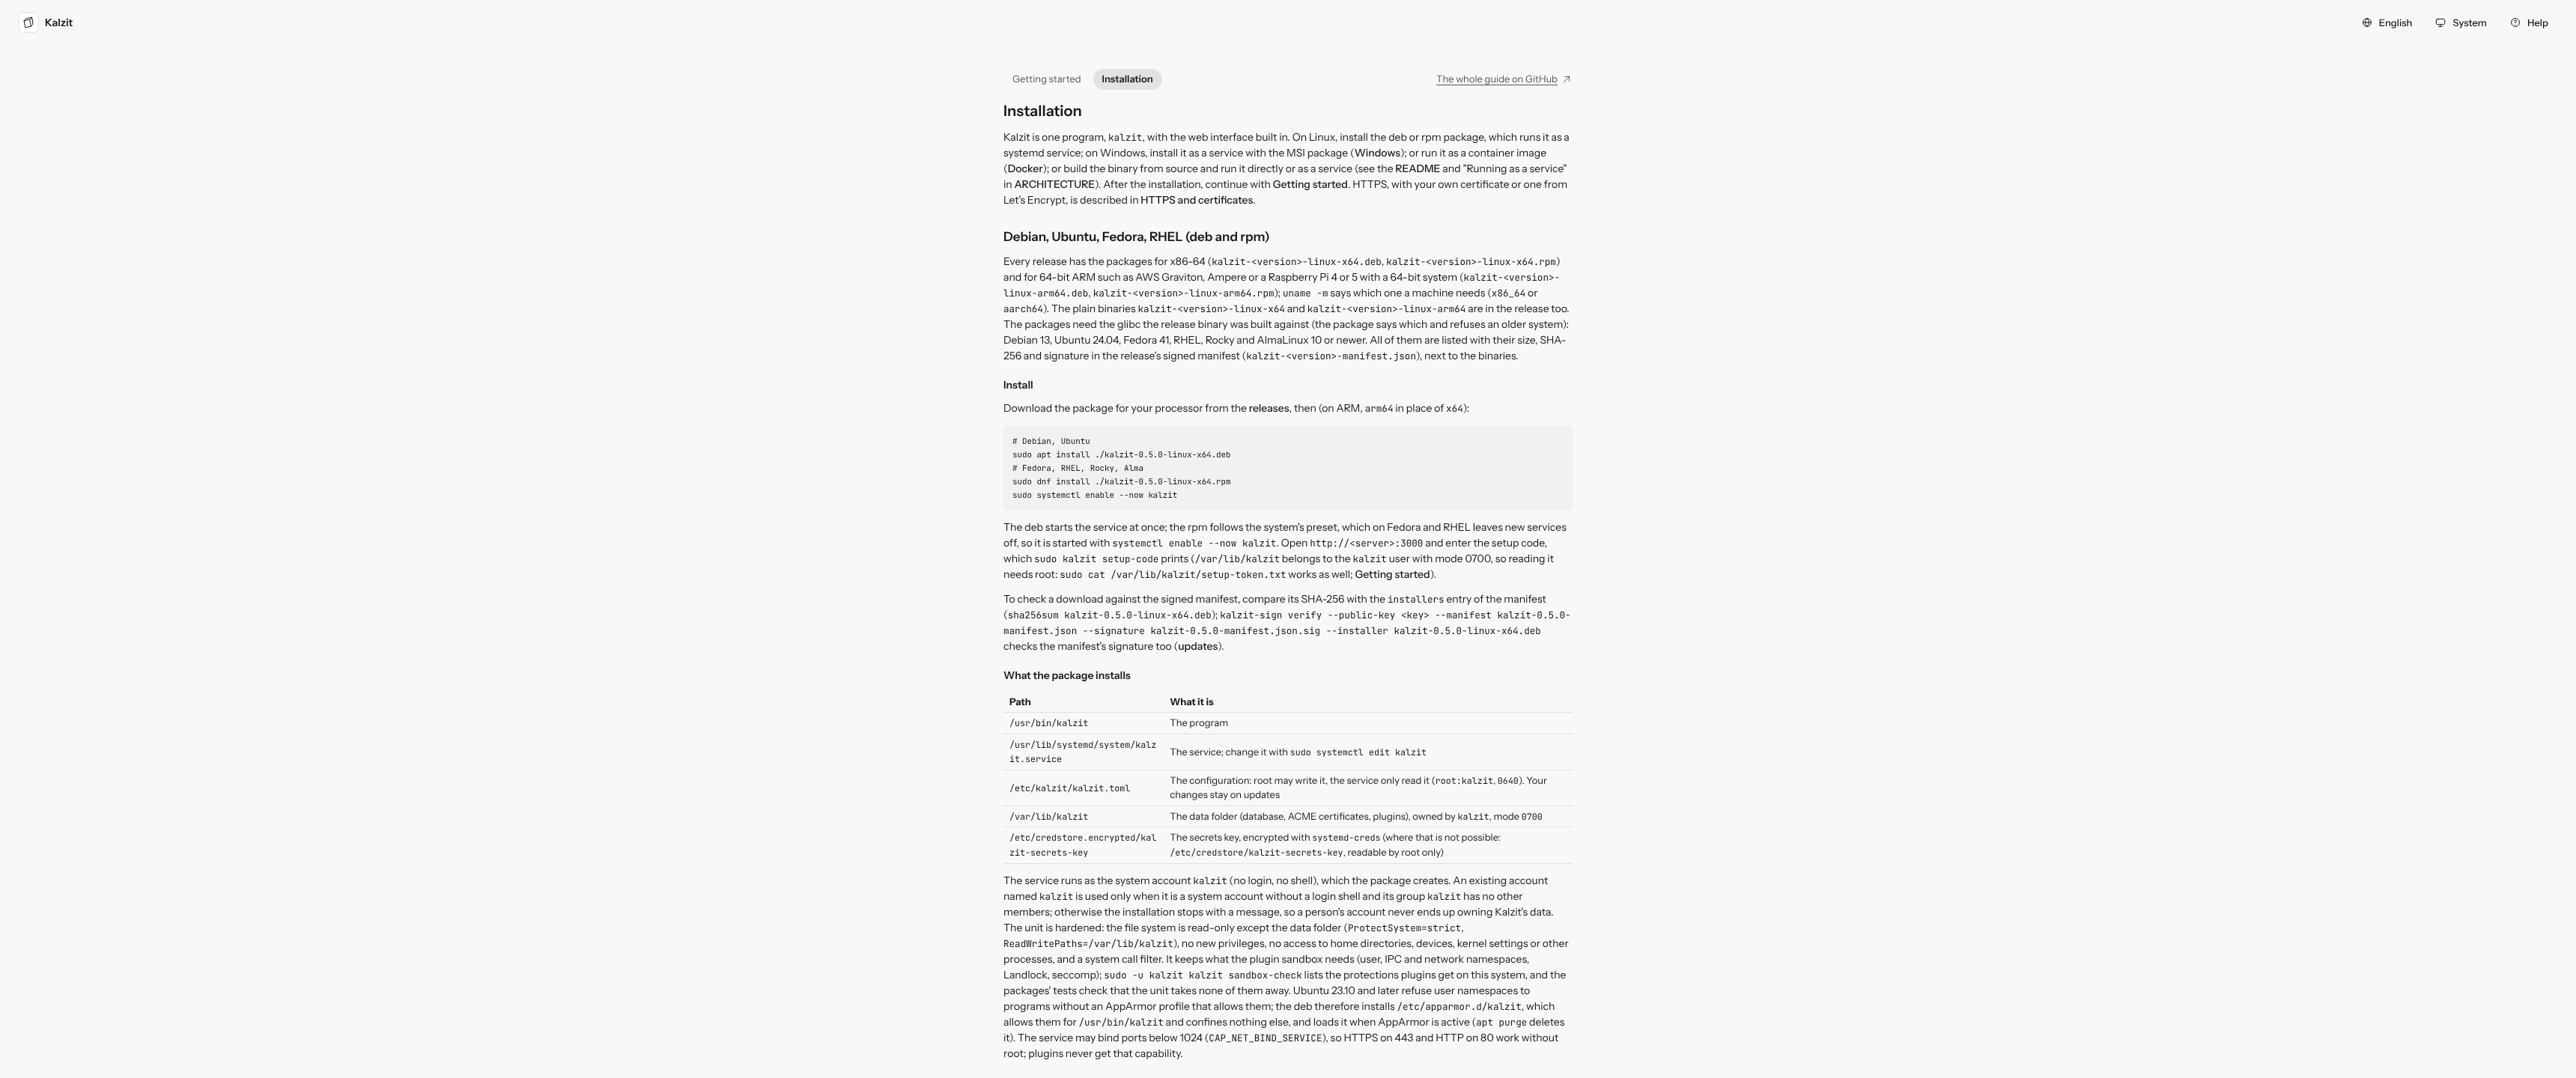 Kalzit
English
System
Help
Getting started
Installation
The whole guide on GitHub
Installation
Kalzit is one program, kalzit, with the web interface built in. On Linux, install the deb or rpm package, which runs it as a
systemd service; on Windows, install it as a service with the MSI package (Windows); or run it as a container image
(Docker); or build the binary from source and run it directly or as a service (see the README and "Running as a service"
in ARCHITECTURE). After the installation, continue with Getting started. HTTPS, with your own certificate or one from
Let's Encrypt, is described in HTTPS and certificates.
Debian, Ubuntu, Fedora, RHEL (deb and rpm)
Every release has the packages for x86-64 (kalzit-<version>-linux-x64.deb, kalzit-<version>-linux-x64.rpm)
and for 64-bit ARM such as AWS Graviton, Ampere or a Raspberry Pi 4 or 5 with a 64-bit system (kalzit-<version>-
linux-arm64.deb, kalzit-<version>-linux-arm64.rpm); uname -m says which one a machine needs (x86_64 or
aarch64). The plain binaries kalzit-<version>-linux-x64 and kalzit-<version>-linux-arm64 are in the release too.
The packages need the glibc the release binary was built against (the package says which and refuses an older system):
Debian 13, Ubuntu 24.04, Fedora 41, RHEL, Rocky and AlmaLinux 10 or newer. All of them are listed with their size, SHA-
256 and signature in the release's signed manifest (kalzit-<version>-manifest.json), next to the binaries.
Install
Download the package for your processor from the releases, then (on ARM, arm64 in place of x64):
# Debian, Ubuntu
sudo apt install ./kalzit-0.5.0-linux-x64.deb
# Fedora, RHEL, Rocky, Alma
sudo dnf install ./kalzit-0.5.0-linux-x64.rpm
sudo systemctl enable --now kalzit
The deb starts the service at once; the rpm follows the system's preset, which on Fedora and RHEL leaves new services
off, so it is started with systemctl enable --now kalzit. Open http://<server>:3000 and enter the setup code,
which sudo kalzit setup-code prints (/var/lib/kalzit belongs to the kalzit user with mode 0700, so reading it
needs root: sudo cat /var/lib/kalzit/setup-token.txt works as well; Getting started).
To check a download against the signed manifest, compare its SHA-256 with the installers entry of the manifest
(sha256sum kalzit-0.5.0-linux-x64.deb); kalzit-sign verify --public-key <key> --manifest kalzit-0.5.0-
manifest.json --signature kalzit-0.5.0-manifest.json.sig --installer kalzit-0.5.0-linux-x64.deb
checks the manifest's signature too (updates).
What the package installs
Path What it is
/usr/bin/kalzit The program
/usr/lib/systemd/system/kalz
it.service
The service; change it with sudo systemctl edit kalzit
/etc/kalzit/kalzit.toml
The configuration: root may write it, the service only read it (root:kalzit, 0640). Your
changes stay on updates
/var/lib/kalzit The data folder (database, ACME certificates, plugins), owned by kalzit, mode 0700
/etc/credstore.encrypted/kal
zit-secrets-key
The secrets key, encrypted with systemd-creds (where that is not possible:
/etc/credstore/kalzit-secrets-key, readable by root only)
The service runs as the system account kalzit (no login, no shell), which the package creates. An existing account
named kalzit is used only when it is a system account without a login shell and its group kalzit has no other
members; otherwise the installation stops with a message, so a person's account never ends up owning Kalzit's data.
The unit is hardened: the file system is read-only except the data folder (ProtectSystem=strict,
ReadWritePaths=/var/lib/kalzit), no new privileges, no access to home directories, devices, kernel settings or other
processes, and a system call filter. It keeps what the plugin sandbox needs (user, IPC and network namespaces,
Landlock, seccomp); sudo -u kalzit kalzit sandbox-check lists the protections plugins get on this system, and the
packages' tests check that the unit takes none of them away. Ubuntu 23.10 and later refuse user namespaces to
programs without an AppArmor profile that allows them; the deb therefore installs /etc/apparmor.d/kalzit, which
allows them for /usr/bin/kalzit and confines nothing else, and loads it when AppArmor is active (apt purge deletes
it). The service may bind ports below 1024 (CAP_NET_BIND_SERVICE), so HTTPS on 443 and HTTP on 80 work without
root; plugins never get that capability.